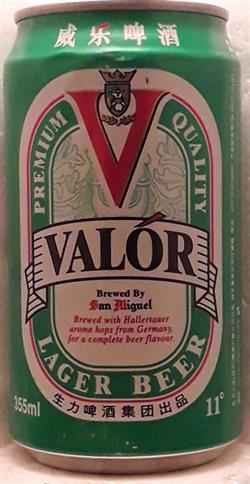 威乐啤酒
V
PREMIUM QUALITY
VALÓR
Brewed By
San Miguel
Brewed with Hallertauer
aroma hops from Germany,
for a complete beer flavour.
LAGER BEER
355ml
11°
生力啤酒集团出品